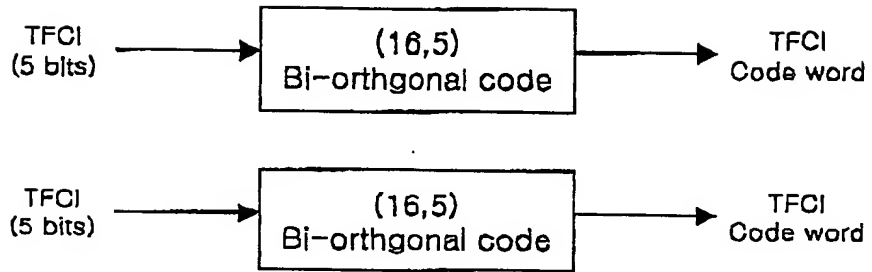 TFCI
(5 bits)
(16,5)
Bi-orthgonal code
TFCI
Code word
TFCI
(5 bits)
(16,5)
Bi-orthgonal code
TFCI
Code word